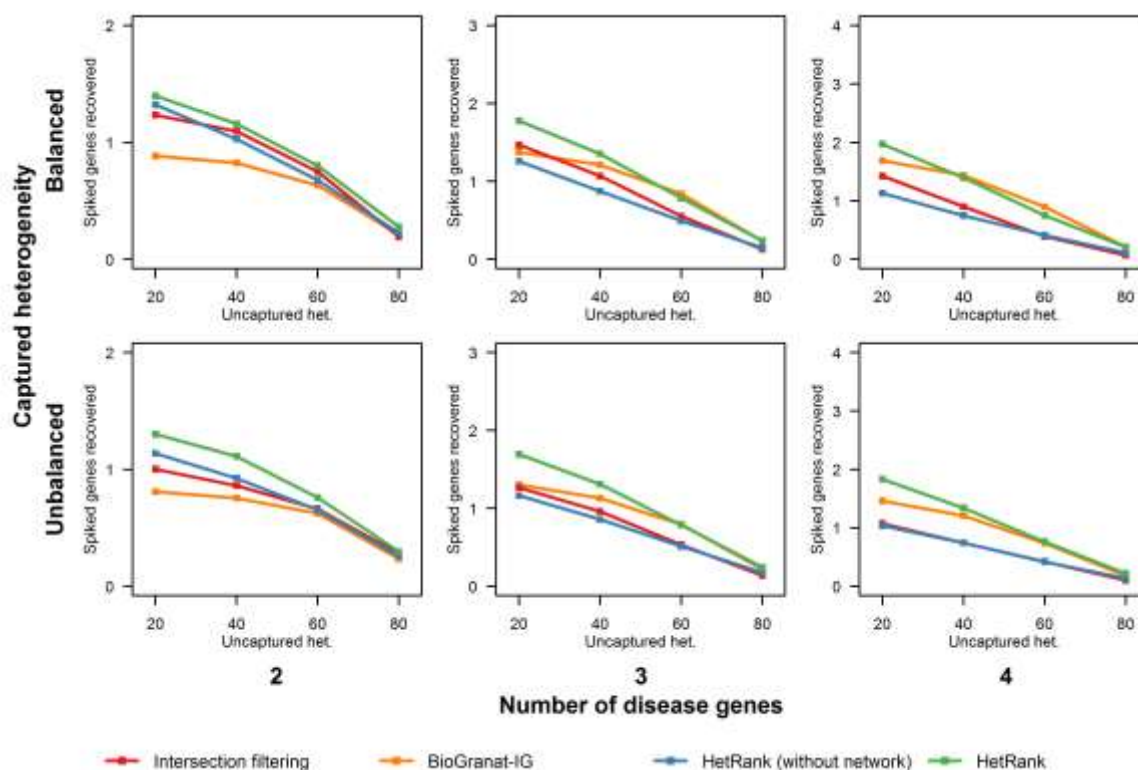 Captured heterogeneity
Balanced
Unbalanced
Spiked genes recovered
2
1
0
20 40 60 80
Uncaptured het.
Spiked genes recovered
3
2
1
0
20 40 60 80
Uncaptured het.
Spiked genes recovered
4
3
2
1
0
20 40 60 80
Uncaptured het.
Spiked genes recovered
2
1
0
20 40 60 80
Uncaptured het.
Spiked genes recovered
3
2
1
0
20 40 60 80
Uncaptured het.
Spiked genes recovered
4
3
2
1
0
20 40 60 80
Uncaptured het.
2 3 4
Number of disease genes
Intersection filtering BioGranat-IG HetRank (without network) HetRank